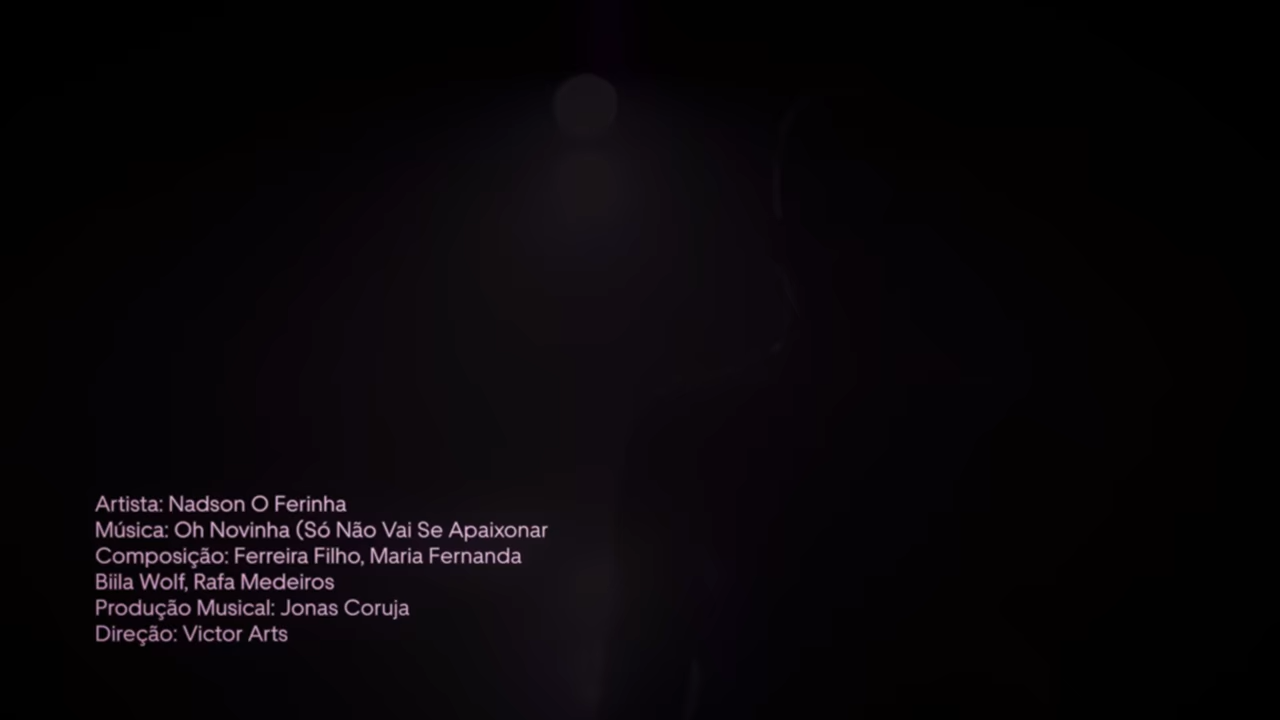 Artista: Nadson O Ferinha
Música: Oh Novinha (Só Não Vai Se Apaixonar
Composição: Ferreira Filho, Maria Fernanda
Biila Wolf, Rafa Medeiros
Produção Musical: Jonas Coruja
Direção: Victor Arts